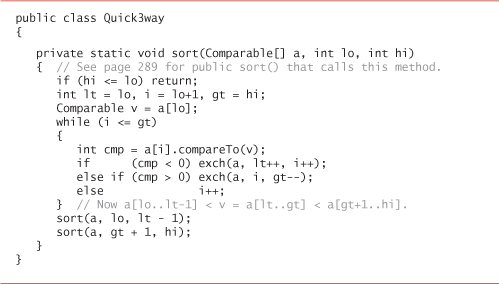 public class Quick3way
{
   private static void sort(Comparable[] a, int lo, int hi)
   {  // See page 289 for public sort() that calls this method.
      if (hi <= lo) return;
      int lt = lo, i = lo+1, gt = hi;
      Comparable v = a[lo];
      while (i <= gt)
      {
         int cmp = a[i].compareTo(v);
         if      (cmp < 0) exch(a, lt++, i++);
         else if (cmp > 0) exch(a, i, gt--);
         else              i++;
      }  // Now a[lo..lt-1] < v = a[lt..gt] < a[gt+1..hi].
      sort(a, lo, lt - 1);
      sort(a, gt + 1, hi);
   }
}